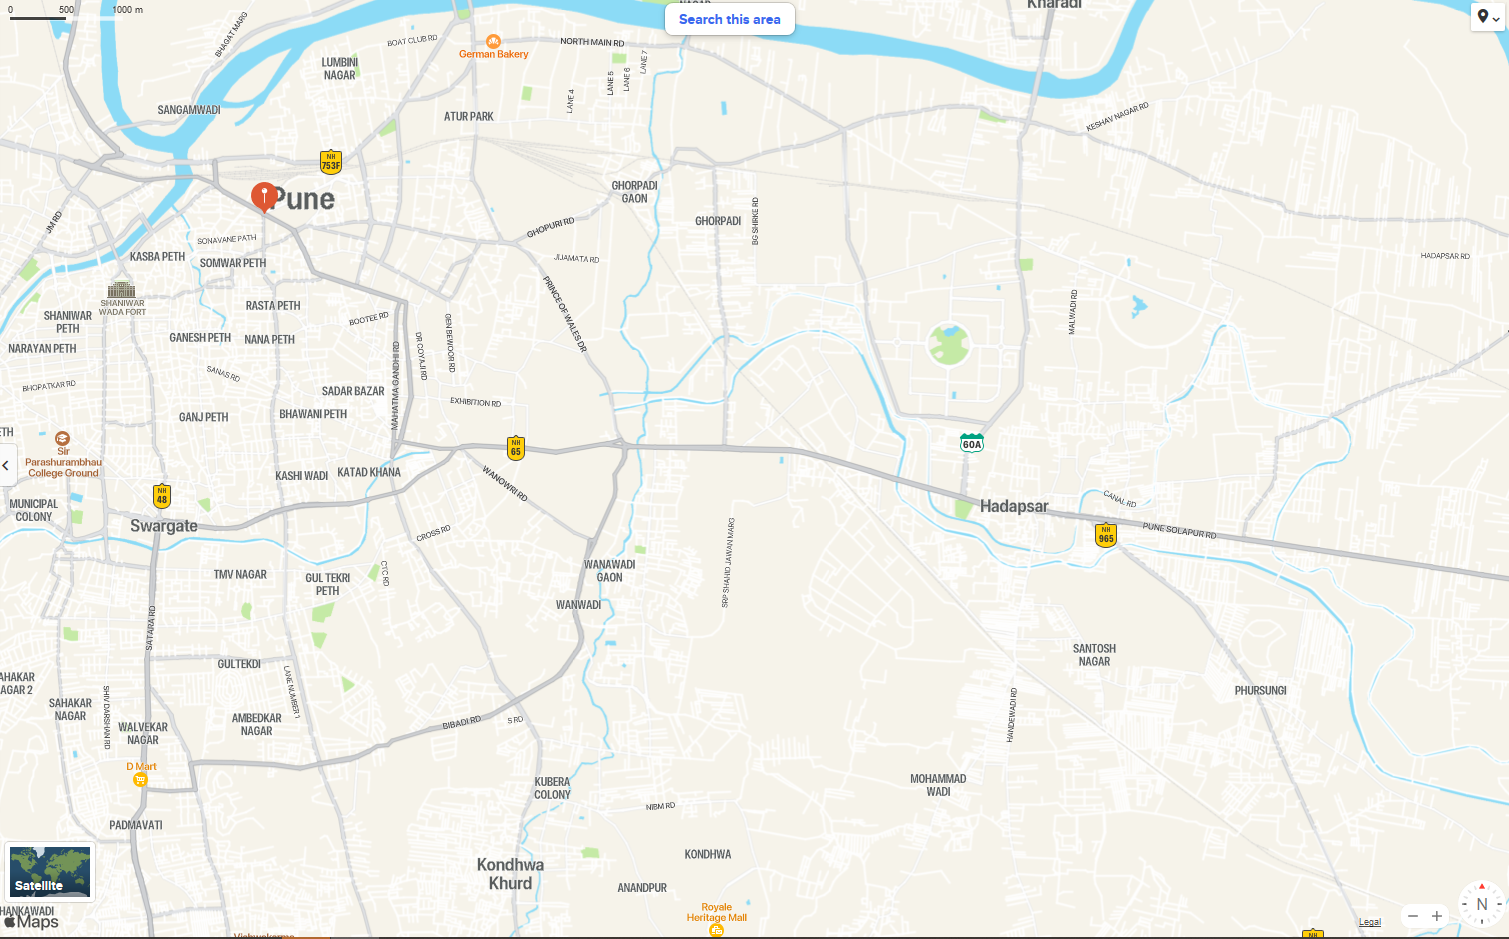 0 500 1000 m
Search this area
Kharadi
BHAGAT MARG
BOAT CLUB RD
German Bakery
NORTH MAIN RD
LANE 7
LANE 6
LANE 5
LANE 4
LUMBINI
NAGAR
SANGAMWADI
ATUR PARK
KESHAV NAGAR RD
NH
753F
Pune
GHORPADI
GAON
GHORPADI
BG SHIRKE RD
JM RD
SONAVANE PATH
GHOPURI RD
KASBA PETH
SOMWAR PETH
JIJAMATA RD
HADAPSAR RD
SHANIWAR
WADA FORT
RASTA PETH
PRINCE OF WALES DR
MALWADI RD
SHANIWAR
PETH
BOOTEE RD
GEN BEWOOR RD
DR COYAJI RD
MAHATMA GANDHI RD
GANESH PETH
NANA PETH
NARAYAN PETH
SANAS RD
BHOPATKAR RD
SADAR BAZAR
EXHIBITION RD
GANJ PETH
BHAWANI PETH
ETH
Sir
Parashurambhau
College Ground
NH
65
60A
KASHI WADI
KATAD KHANA
WANOWRI RD
NH
48
MUNICIPAL
COLONY
Swargate
CROSS RD
Hadapsar
CANAL RD
NH
965
PUNE SOLAPUR RD
SRP SHAHID JAWAN MARG
WANAWADI
GAON
TMV NAGAR
GUL TEKRI
PETH
CTC RD
WANWADI
SATARA RD
SANTOSH
NAGAR
GULTEKDI
AHAKAR
AGAR 2
LANE NUMBER 1
SHIV DARSHAN RD
SAHAKAR
NAGAR
HANDEWADI RD
PHURSUNGI
AMBEDKAR
NAGAR
BIBADI RD
S RD
WALVEKAR
NAGAR
D Mart
KUBERA
COLONY
MOHAMMAD
WADI
NIBM RD
PADMAVATI
KONDHWA
Kondhwa
Khurd
ANANDPUR
Satellite
Royale
Heritage Mall
HANKAWADI
Maps
Legal
N
NH